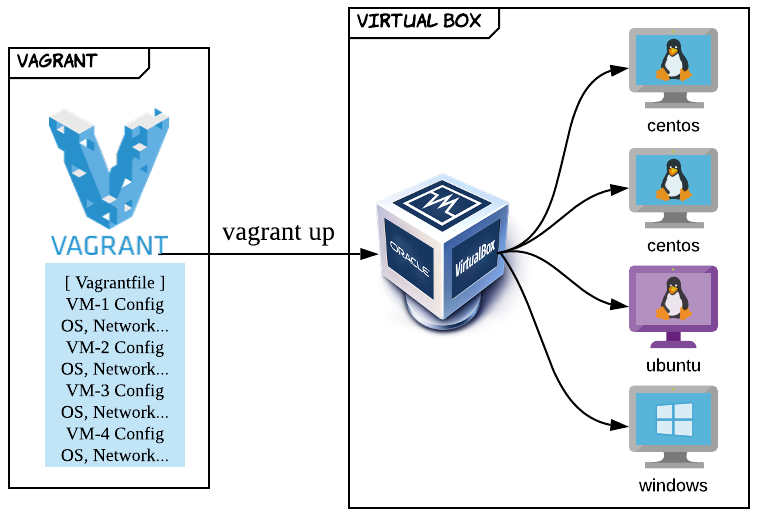 VAGRANT
VAGRANT
[ Vagrantfile ]
VM-1 Config
OS, Network...
VM-2 Config
OS, Network...
VM-3 Config
OS, Network...
VM-4 Config
OS, Network...
vagrant up
VIRTUAL BOX
VM
ORACLE
VirtualBox
centos
centos
ubuntu
windows